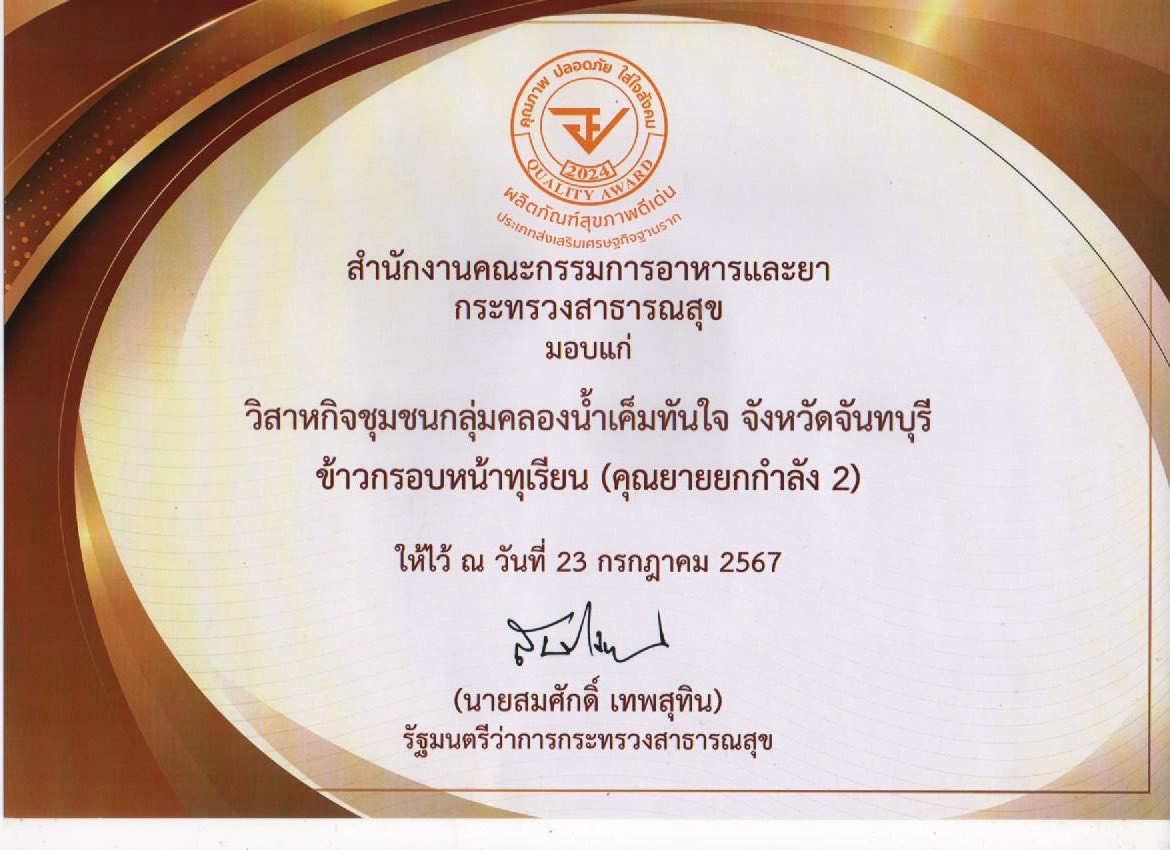 คุณภาพ ปลอดภัย ใส่ใจสังคม
2024
QUALITY AWARD
ผลิตภัณฑ์สุขภาพดีเด่น
ประเภทส่งเสริมเศรษฐกิจฐานราก
สำนักงานคณะกรรมการอาหารและยา
กระทรวงสาธารณสุข
มอบแก่
วิสาหกิจชุมชนกลุ่มคลองน้ำเค็มทันใจ จังหวัดจันทบุรี
ข้าวกรอบหน้าทุเรียน (คุณยายยกกำลัง 2)
ให้ไว้ ณ วันที่ 23 กรกฎาคม 2567
(นายสมศักดิ์ เทพสุทิน)
รัฐมนตรีว่าการกระทรวงสาธารณสุข